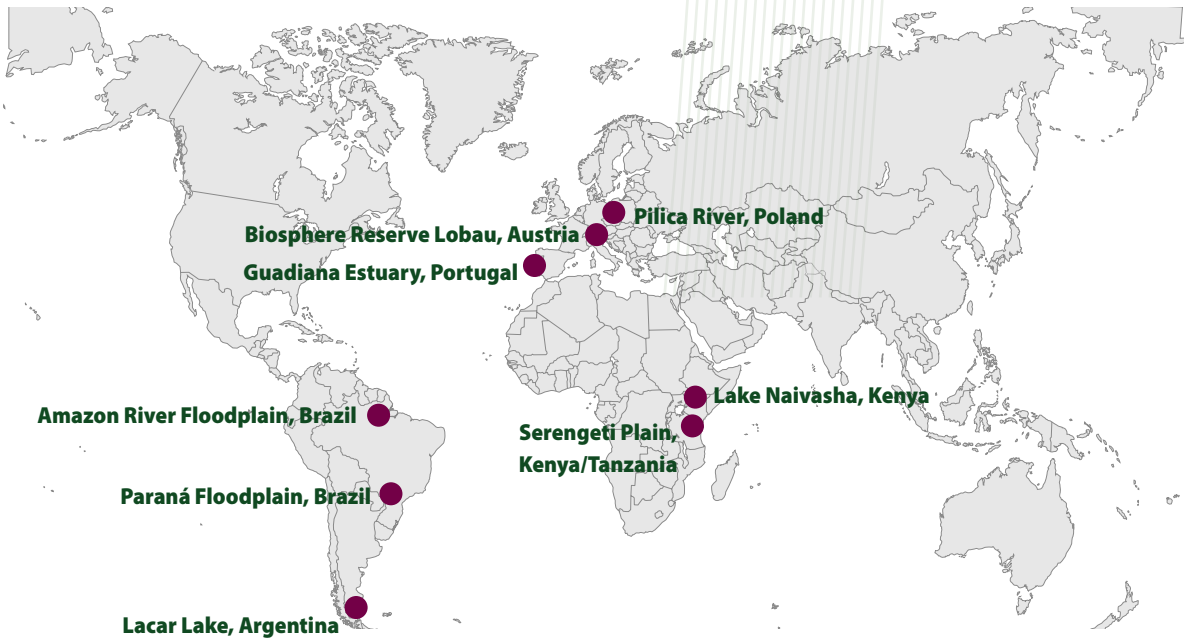 Pilica River, Poland
Biosphere Reserve Lobau, Austria
Guadiana Estuary, Portugal
Lake Naivasha, Kenya
Amazon River Floodplain, Brazil
Serengeti Plain,
Kenya/Tanzania
Paraná Floodplain, Brazil
Lacar Lake, Argentina